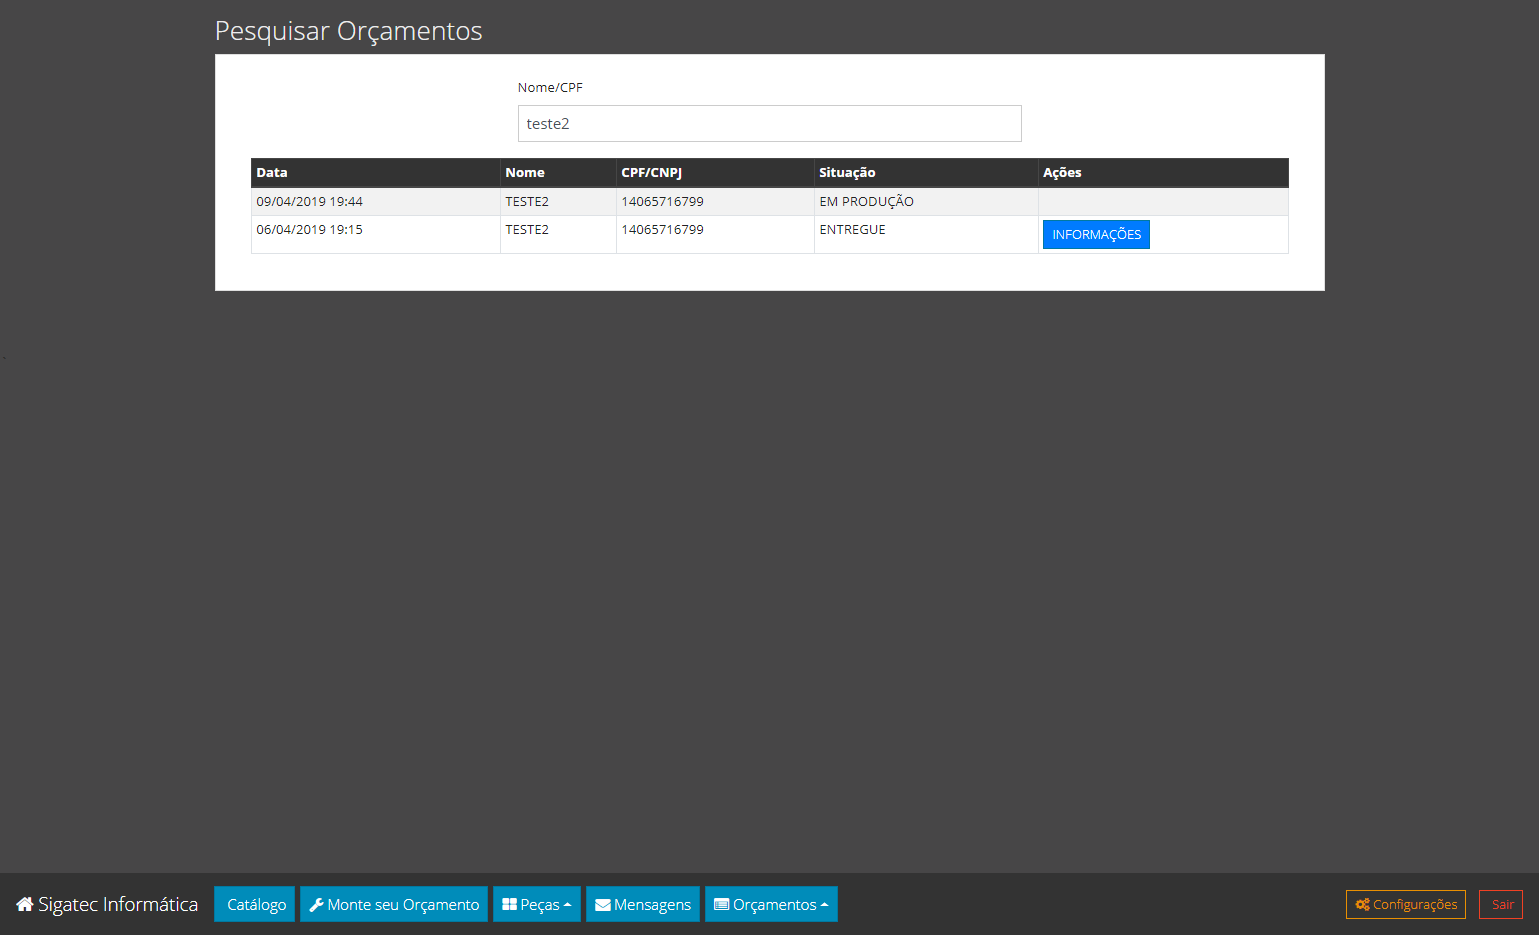 Pesquisar Orçamentos
Nome/CPF
teste2
Data Nome CPF/CNPJ Situação Ações
09/04/2019 19:44 TESTE2 14065716799 EM PRODUÇÃO
06/04/2019 19:15 TESTE2 14065716799 ENTREGUE INFORMAÇÕES
Sigatec Informática Catálogo Monte seu Orçamento Peças Mensagens Orçamentos Configurações Sair